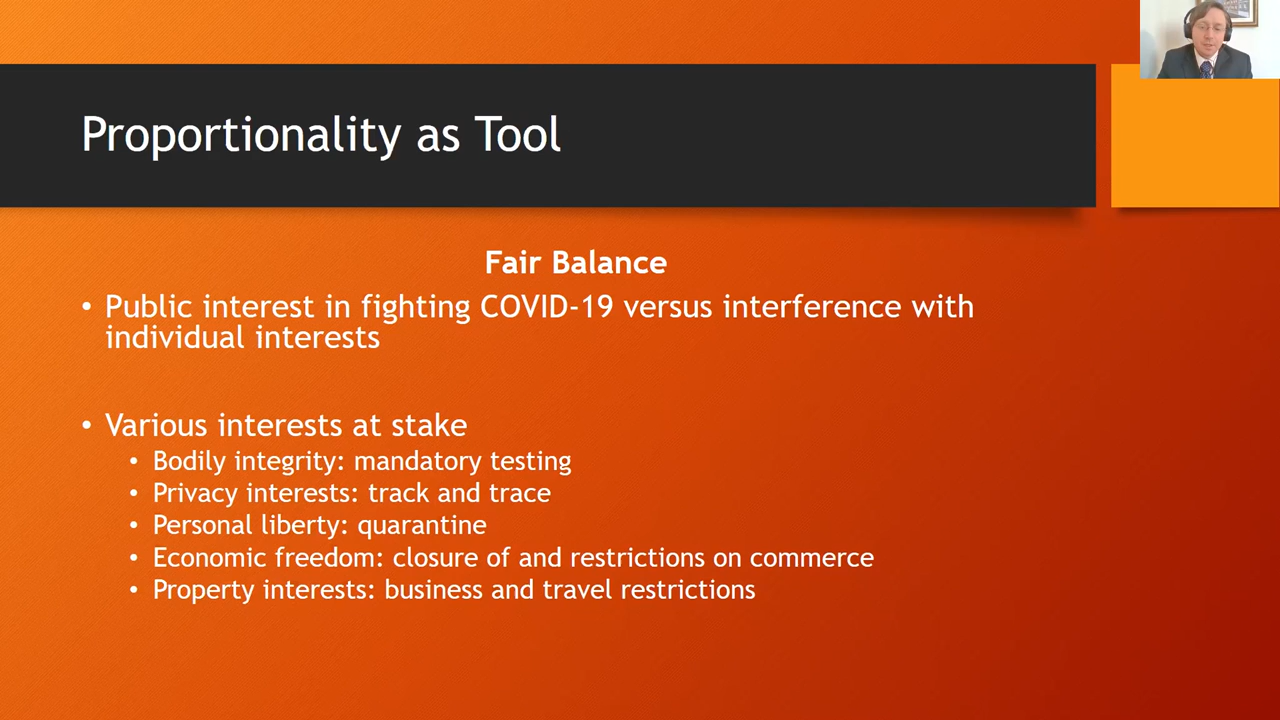 Proportionality as Tool
Fair Balance
• Public interest in fighting COVID-19 versus interference with
individual interests
• Various interests at stake
• Bodily integrity: mandatory testing
• Privacy interests: track and trace
• Personal liberty: quarantine
• Economic freedom: closure of and restrictions on commerce
• Property interests: business and travel restrictions